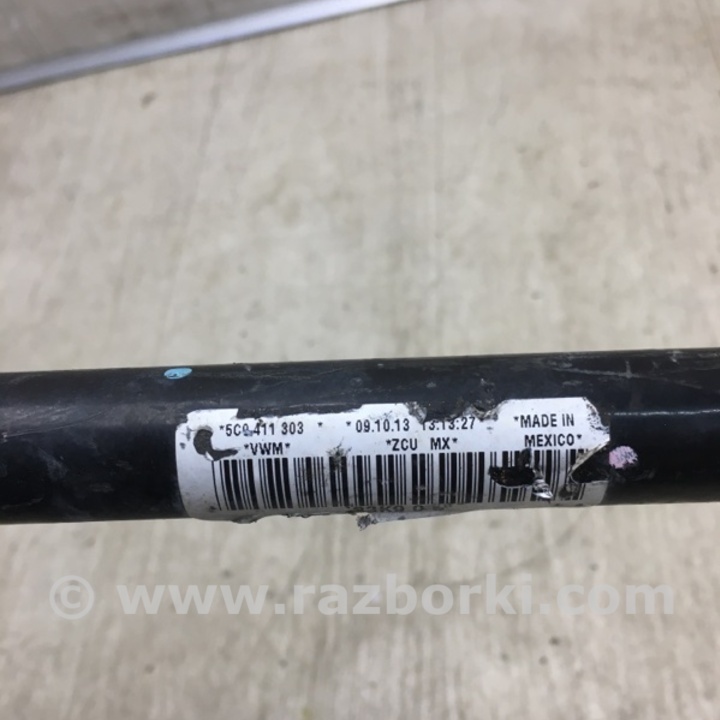 *5C0 411 303 * *09.10.13 13:13:27 *MADE IN
*VWM* *ZCU MX* MEXICO*
© www.razborki.com